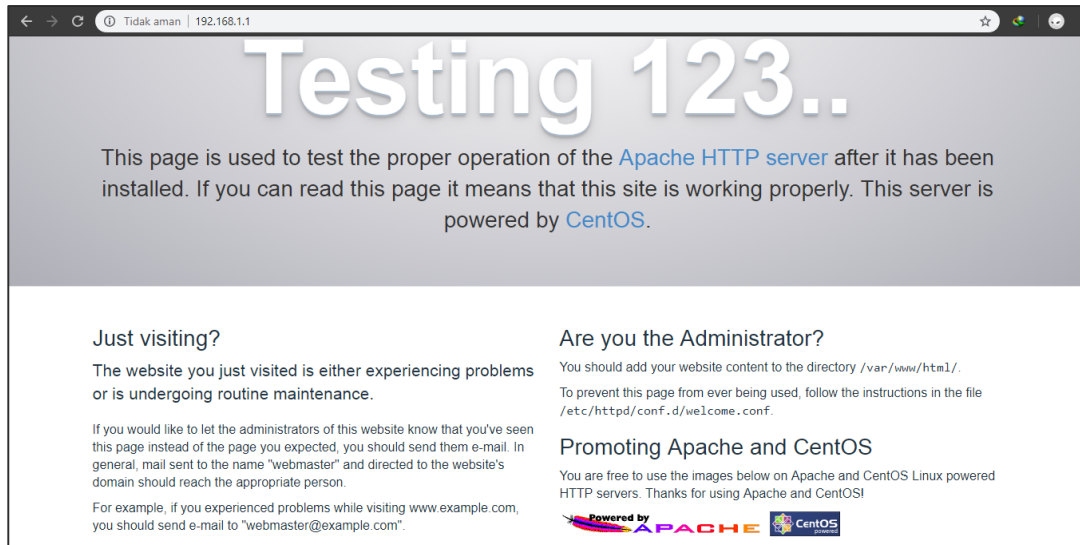 Tidak aman | 192.168.1.1
Testing 123..
This page is used to test the proper operation of the Apache HTTP server after it has been
installed. If you can read this page it means that this site is working properly. This server is
powered by CentOS.
Just visiting?
The website you just visited is either experiencing problems
or is undergoing routine maintenance.
If you would like to let the administrators of this website know that you've seen
this page instead of the page you expected, you should send them e-mail. In
general, mail sent to the name "webmaster" and directed to the website's
domain should reach the appropriate person.
For example, if you experienced problems while visiting www.example.com,
you should send e-mail to "webmaster@example.com".
Are you the Administrator?
You should add your website content to the directory /var/www/html/.
To prevent this page from ever being used, follow the instructions in the file
/etc/httpd/conf.d/welcome.conf.
Promoting Apache and CentOS
You are free to use the images below on Apache and CentOS Linux powered
HTTP servers. Thanks for using Apache and CentOS!
Powered by
APACHE
CentOS
powered